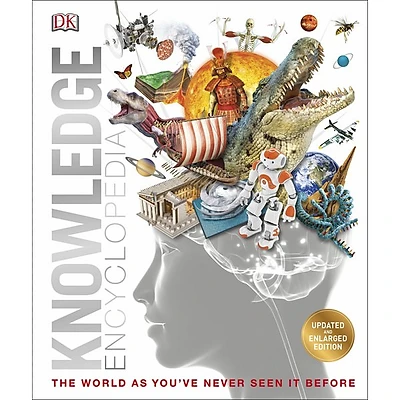 DK
KNOWLEDGE
ENCYCLOPEDIA
UPDATED
AND
ENLARGED
EDITION
THE WORLD AS YOU'VE NEVER SEEN IT BEFORE